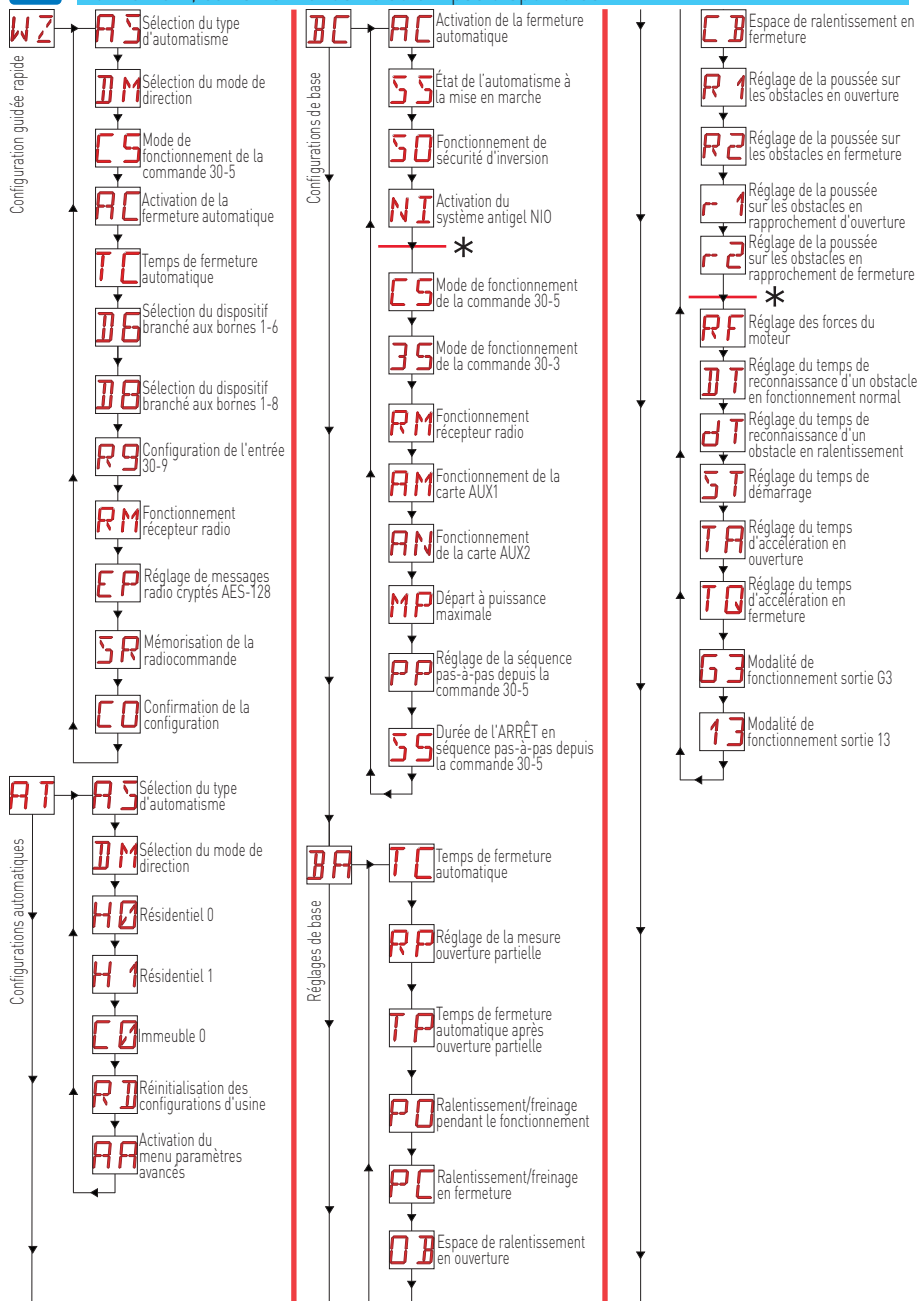 WZ
Configuration guidée rapide
AS
Sélection du type
d'automatisme
DM
Sélection du mode de
direction
CS
Mode de
fonctionnement de la
commande 30-5
AC
Activation de la
fermeture automatique
TC
Temps de fermeture
automatique
D6
Sélection du dispositif
branché aux bornes 1-6
D8
Sélection du dispositif
branché aux bornes 1-8
R9
Configuration de l'entrée
30-9
RM
Fonctionnement
récepteur radio
EP
Réglage de messages
radio cryptés AES-128
SR
Mémorisation de la
radiocommande
CO
Confirmation de la
configuration
AT
Configurations automatiques
AS
Sélection du type
d'automatisme
DM
Sélection du mode de
direction
H0
Résidentiel 0
H1
Résidentiel 1
C0
Immeuble 0
RD
Réinitialisation des
configurations d'usine
AA
Activation du
menu paramètres
avancés
BC
Configurations de base
AC
Activation de la fermeture
automatique
SS
État de l'automatisme à
la mise en marche
SO
Fonctionnement de
sécurité d'inversion
NI
Activation du
système antigel NIO
*
CS
Mode de fonctionnement
de la commande 30-5
3S
Mode de fonctionnement
de la commande 30-3
RM
Fonctionnement
récepteur radio
AM
Fonctionnement de la
carte AUX1
AN
Fonctionnement
de la carte AUX2
MP
Départ à puissance
maximale
PP
Réglage de la séquence
pas-à-pas depuis la
commande 30-5
S5
Durée de l'ARRÊT en
séquence pas-à-pas depuis
la commande 30-5
BA
Réglages de base
TC
Temps de fermeture
automatique
RP
Réglage de la mesure
ouverture partielle
TP
Temps de fermeture
automatique après
ouverture partielle
PO
Ralentissement/freinage
pendant le fonctionnement
PC
Ralentissement/freinage
en fermeture
OB
Espace de ralentissement
en ouverture
CB
Espace de ralentissement en
fermeture
R1
Réglage de la poussée sur
les obstacles en ouverture
R2
Réglage de la poussée sur
les obstacles en fermeture
r1
Réglage de la poussée
sur les obstacles en
rapprochement d'ouverture
r2
Réglage de la poussée
sur les obstacles en
rapprochement de fermeture
*
RF
Réglage des forces du
moteur
DT
Réglage du temps de
reconnaissance d'un obstacle
en fonctionnement normal
dT
Réglage du temps de
reconnaissance d'un
obstacle en ralentissement
ST
Réglage du temps de
démarrage
TA
Réglage du temps
d'accélération en
ouverture
TQ
Réglage du temps
d'accélération en
fermeture
G3
Modalité de
fonctionnement sortie G3
13
Modalité de
fonctionnement sortie 13